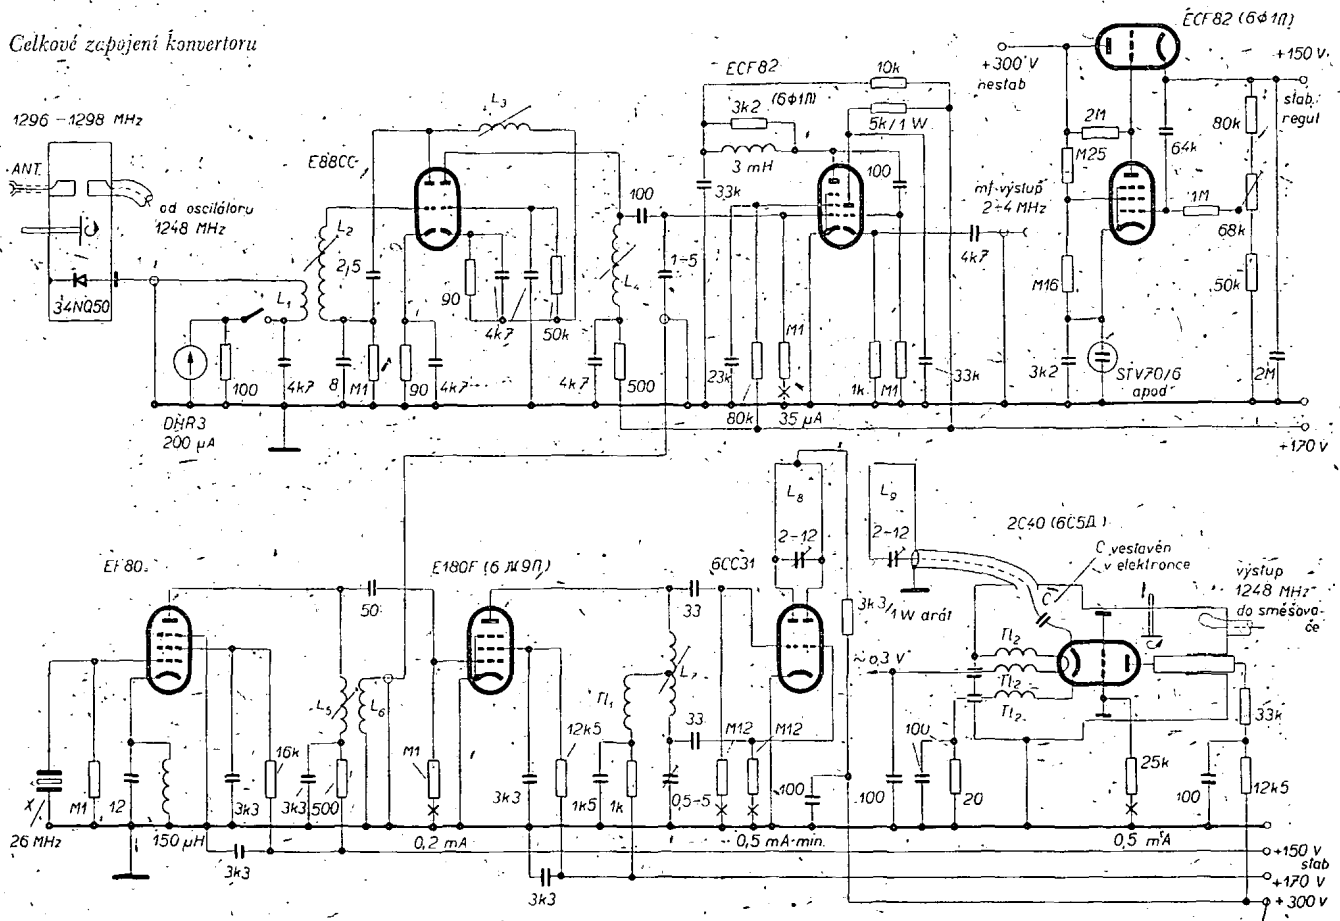 Celkové zapojení konvertoru
ECF82 (6Ф1П)
+300 V
nestab
+150 V
stab.
regul
2M
M25
64k
80k
1M
68k
M16
50k
3k2
STV70/6
apod
2M
ECF82
(6Ф1П)
10k
3k2
5k/1 W
3 mH
33k
100
100
mf výstup
2÷4 MHz
4k7
1-5
23k
80k
M1
35 µA
1k
M1
33k
+170 V
1296 – 1298 MHz
ANT.
od oscilátoru
1248 MHz
34NQ50
E88CC
L3
L2
L1
L4
2,5
90
4k7
50k
DHR3
200 µA
100
4k7
8
M1
90
4k7
4k7
500
EF80
50
E180F (6Ж9П)
33
6CC31
L8
2-12
L9
2-12
3k3/1W drát
2C40 (6C5Д)
C vestavěn
v elektronce
výstup
1248 MHz
do směšova-
če
C
~0,3 V
Tl2
Tl2
Tl2
L5
L6
L7
Tl1
33
M12
M12
12k5
M1
16k
X
26 MHz
M1
12
150 µH
3k3
3k3
500
3k3
0,2 mA
3k3
3k3
1k5
1k
0,5-5
100
0,5 mA min.
100
100
20
25k
0,5 mA
100
33k
12k5
+150 V
stab
+170 V
+300 V